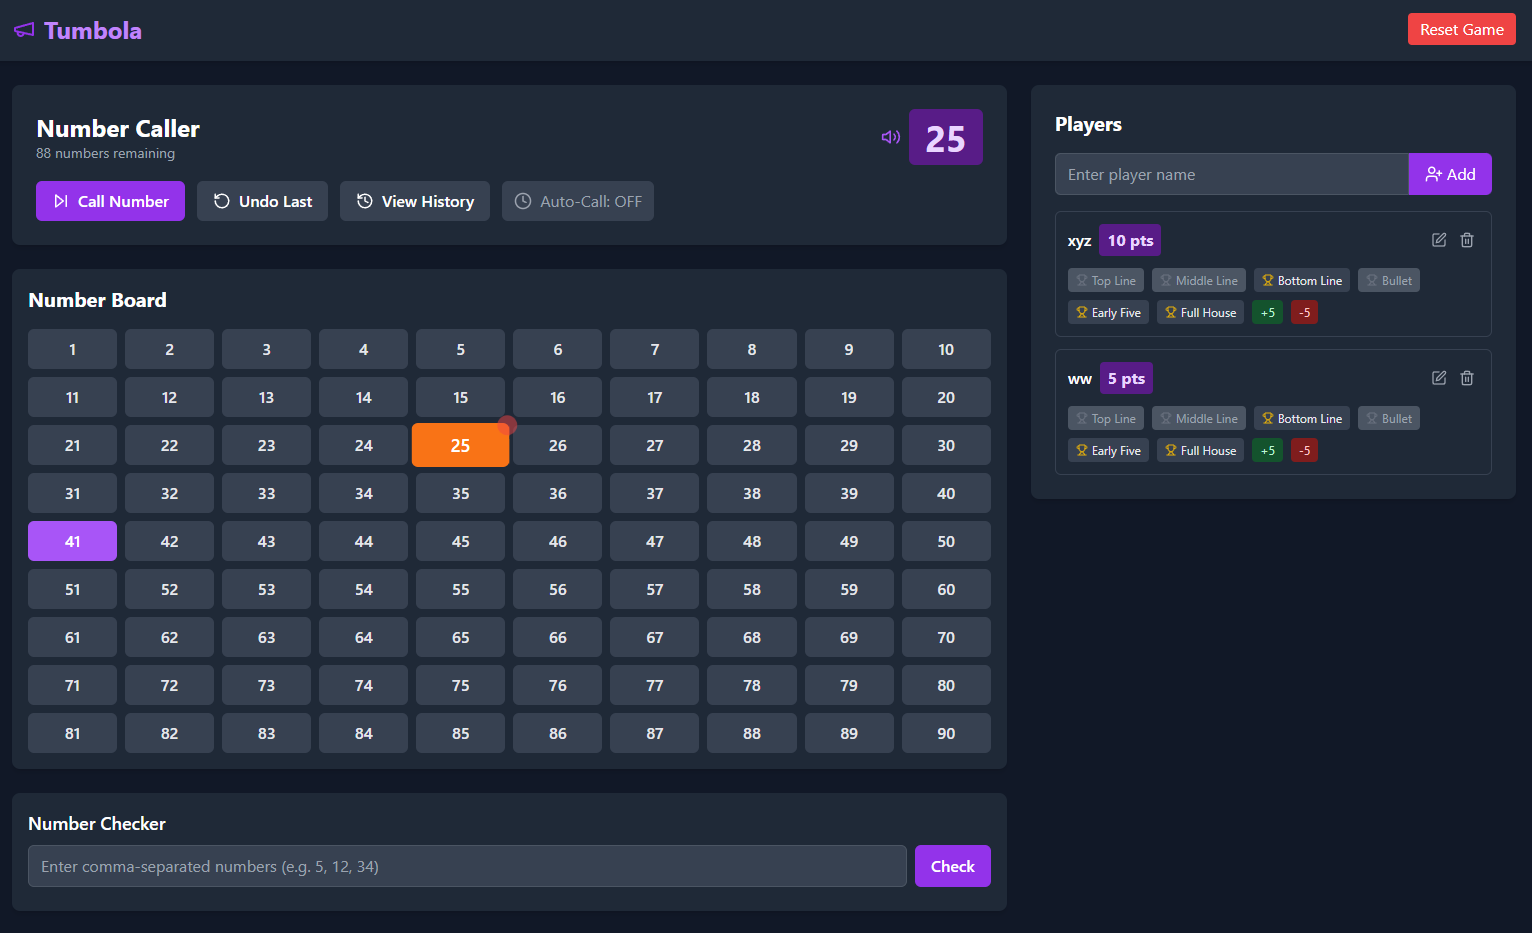 Tumbola
Reset Game
Number Caller
88 numbers remaining
25
Call Number
Undo Last
View History
Auto-Call: OFF
Number Board
1 2 3 4 5 6 7 8 9 10
11 12 13 14 15 16 17 18 19 20
21 22 23 24 25 26 27 28 29 30
31 32 33 34 35 36 37 38 39 40
41 42 43 44 45 46 47 48 49 50
51 52 53 54 55 56 57 58 59 60
61 62 63 64 65 66 67 68 69 70
71 72 73 74 75 76 77 78 79 80
81 82 83 84 85 86 87 88 89 90
Number Checker
Enter comma-separated numbers (e.g. 5, 12, 34)
Check
Players
Enter player name
Add
xyz 10 pts
Top Line Middle Line Bottom Line Bullet
Early Five Full House +5 -5
ww 5 pts
Top Line Middle Line Bottom Line Bullet
Early Five Full House +5 -5